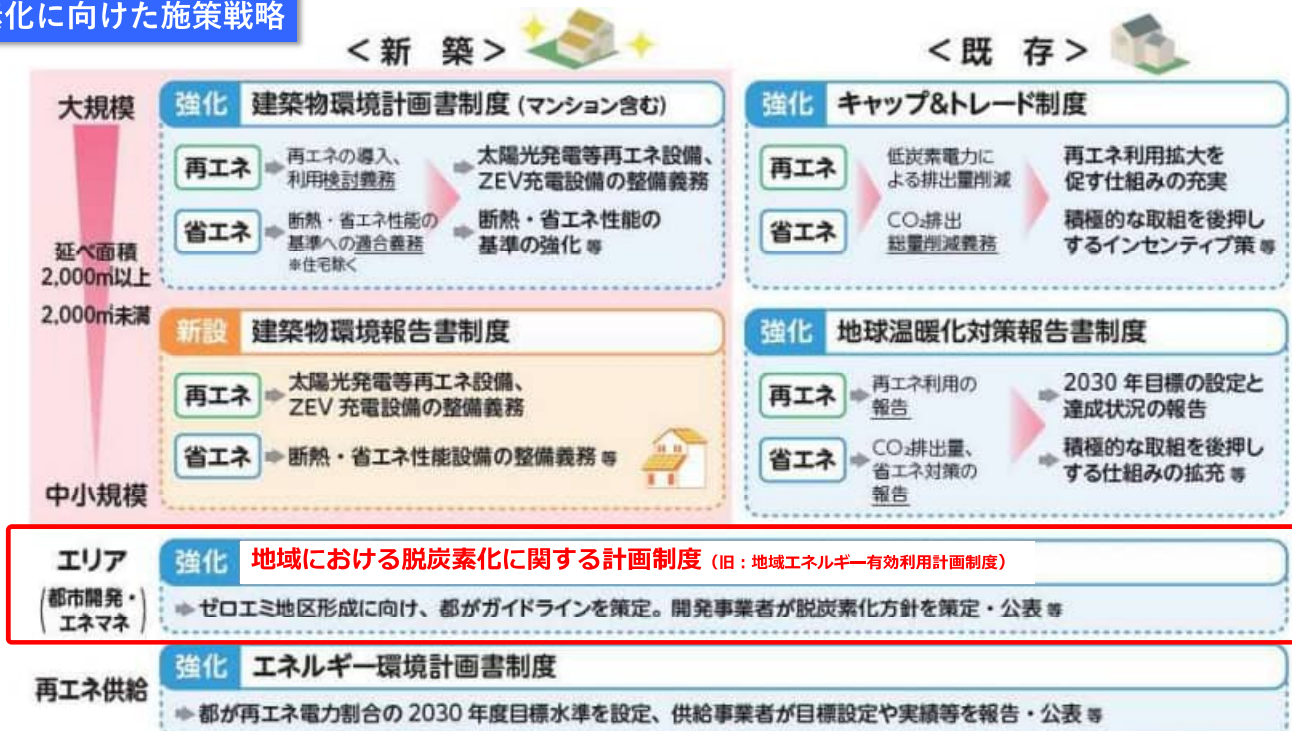 化に向けた施策戦略
＜新　築＞
＜既　存＞
大規模
延べ面積
2,000㎡以上
2,000㎡未満
中小規模
強化 建築物環境計画書制度 (マンション含む)
再エネ
再エネの導入、
利用検討義務
太陽光発電等再エネ設備、
ZEV充電設備の整備義務
省エネ
断熱・省エネ性能の
基準への適合義務
※住宅除く
断熱・省エネ性能の
基準の強化 等
強化 キャップ&トレード制度
再エネ
低炭素電力に
よる排出量削減
再エネ利用拡大を
促す仕組みの充実
省エネ
CO₂排出
総量削減義務
積極的な取組を後押し
するインセンティブ策 等
新設 建築物環境報告書制度
再エネ
太陽光発電等再エネ設備、
ZEV 充電設備の整備義務
省エネ
断熱・省エネ性能設備の整備義務 等
強化 地球温暖化対策報告書制度
再エネ
再エネ利用の
報告
2030 年目標の設定と
達成状況の報告
省エネ
CO₂排出量、
省エネ対策の
報告
積極的な取組を後押し
する仕組みの拡充 等
エリア
(都市開発・
エネマネ)
強化 地域における脱炭素化に関する計画制度（旧：地域エネルギー有効利用計画制度）
ゼロエミ地区形成に向け、都がガイドラインを策定。開発事業者が脱炭素化方針を策定・公表 等
再エネ供給
強化 エネルギー環境計画書制度
都が再エネ電力割合の 2030 年度目標水準を設定、供給事業者が目標設定や実績等を報告・公表 等